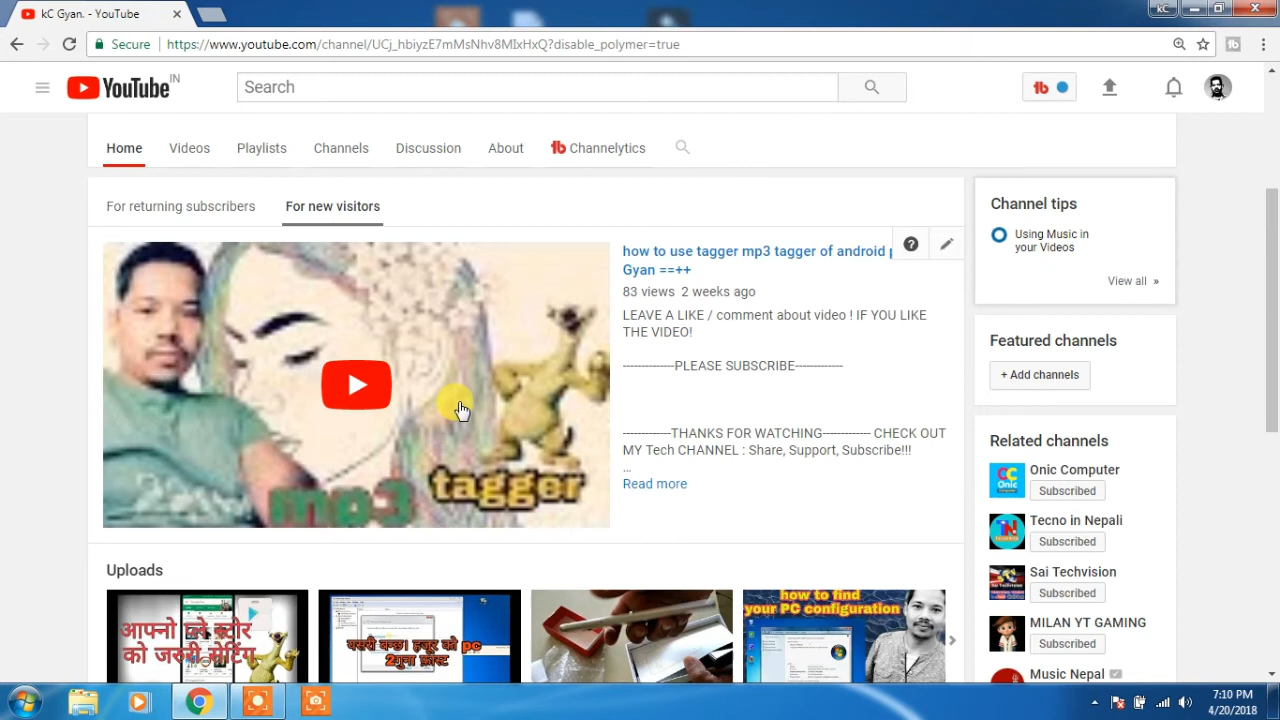 kC Gyan. - YouTube
kC
Secure
https://www.youtube.com/channel/UCj_hbiyzE7mMsNhv8MIxHxQ?disable_polymer=true
YouTube IN
Search
Home Videos Playlists Channels Discussion About Channelytics
For returning subscribers For new visitors
how to use tagger mp3 tagger of android
Gyan ==++
83 views 2 weeks ago
LEAVE A LIKE / comment about video ! IF YOU LIKE
THE VIDEO!
-------------PLEASE SUBSCRIBE------------
-------------THANKS FOR WATCHING------------ CHECK OUT
MY Tech CHANNEL : Share, Support, Subscribe!!!
...
Read more
mp3 tagger
Channel tips
Using Music in
your Videos
View all »
Featured channels
+ Add channels
Related channels
Onic Computer
Subscribed
Tecno in Nepali
Subscribed
Sai Techvision
Subscribed
MILAN YT GAMING
Subscribed
Music Nepal
Uploads
how to find
your PC configuration
7:10 PM
4/20/2018